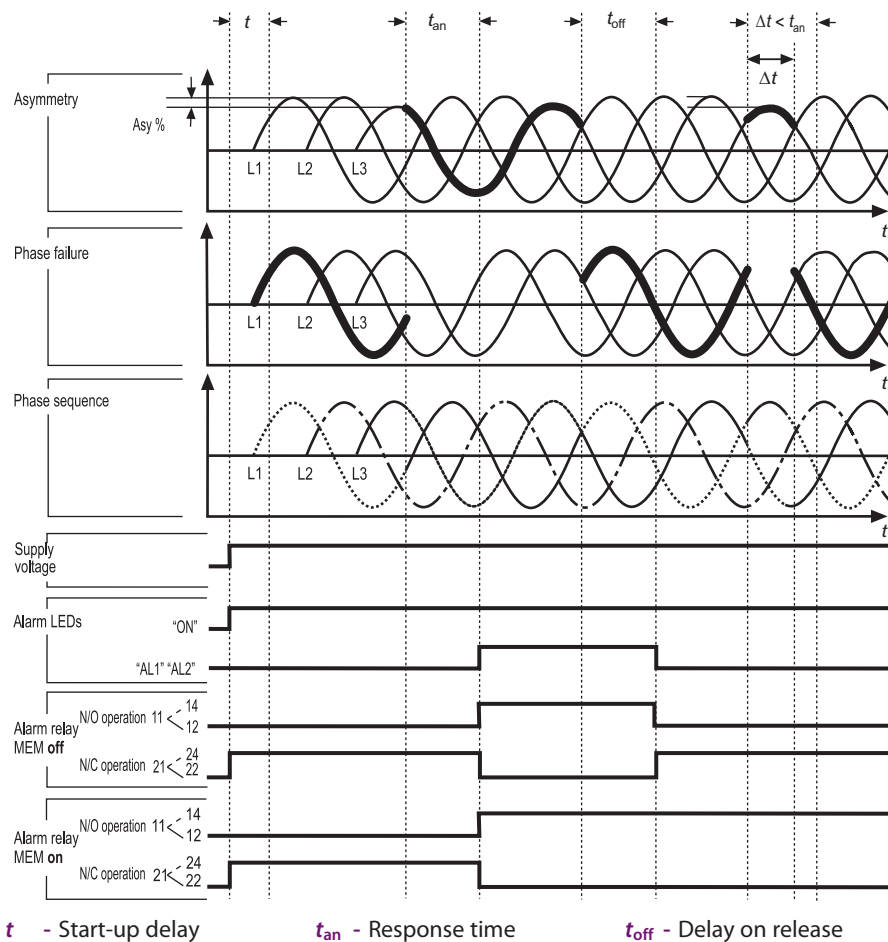 t
tan
toff
Δt < tan
Δt
Asymmetry
Asy %
L1
L2
L3
t
Phase failure
L1
L2
L3
t
Phase sequence
L1
L2
L3
t
Supply
voltage
Alarm LEDs
“ON”
“AL1” “AL2”
Alarm relay
MEM off
N/O operation 11
14
12
N/C operation 21
24
22
Alarm relay
MEM on
N/O operation 11
14
12
N/C operation 21
24
22
t - Start-up delay
tan - Response time
toff - Delay on release